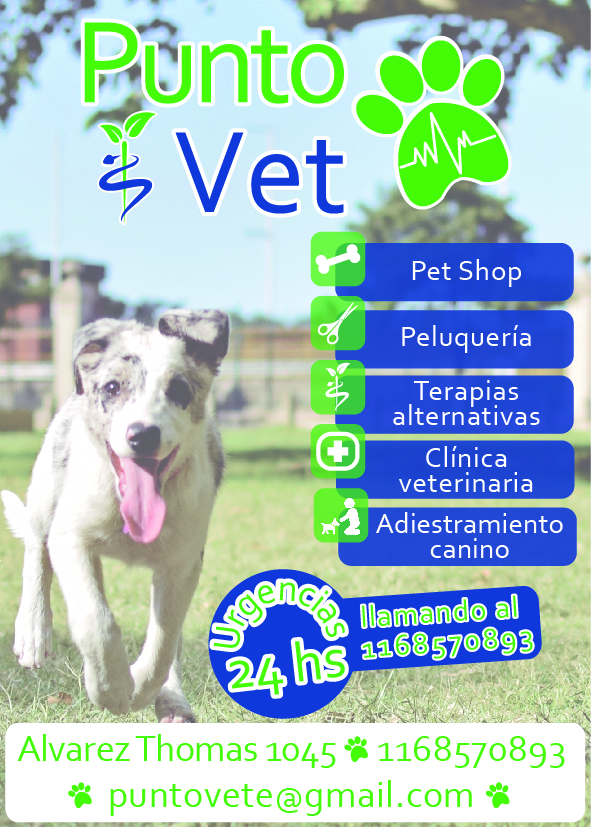 Punto
Vet
Pet Shop
Peluquería
Terapias
alternativas
Clínica
veterinaria
Adiestramiento
canino
Urgencias
24 hs
llamando al
1168570893
Alvarez Thomas 1045 1168570893
puntovete@gmail.com